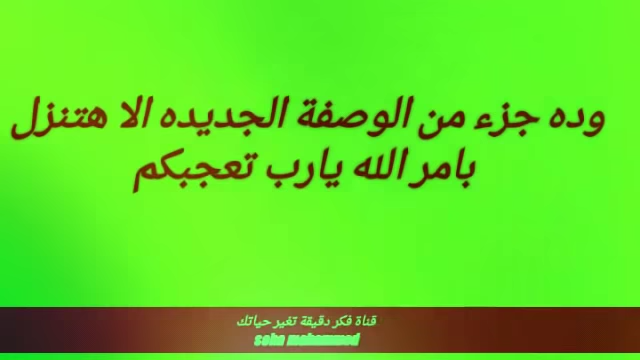 وده جزء من الوصفة الجديده الا هتنزل
بامر الله يارب تعجبكم
قناة فكر دقيقة تغير حياتك
soha mohammed